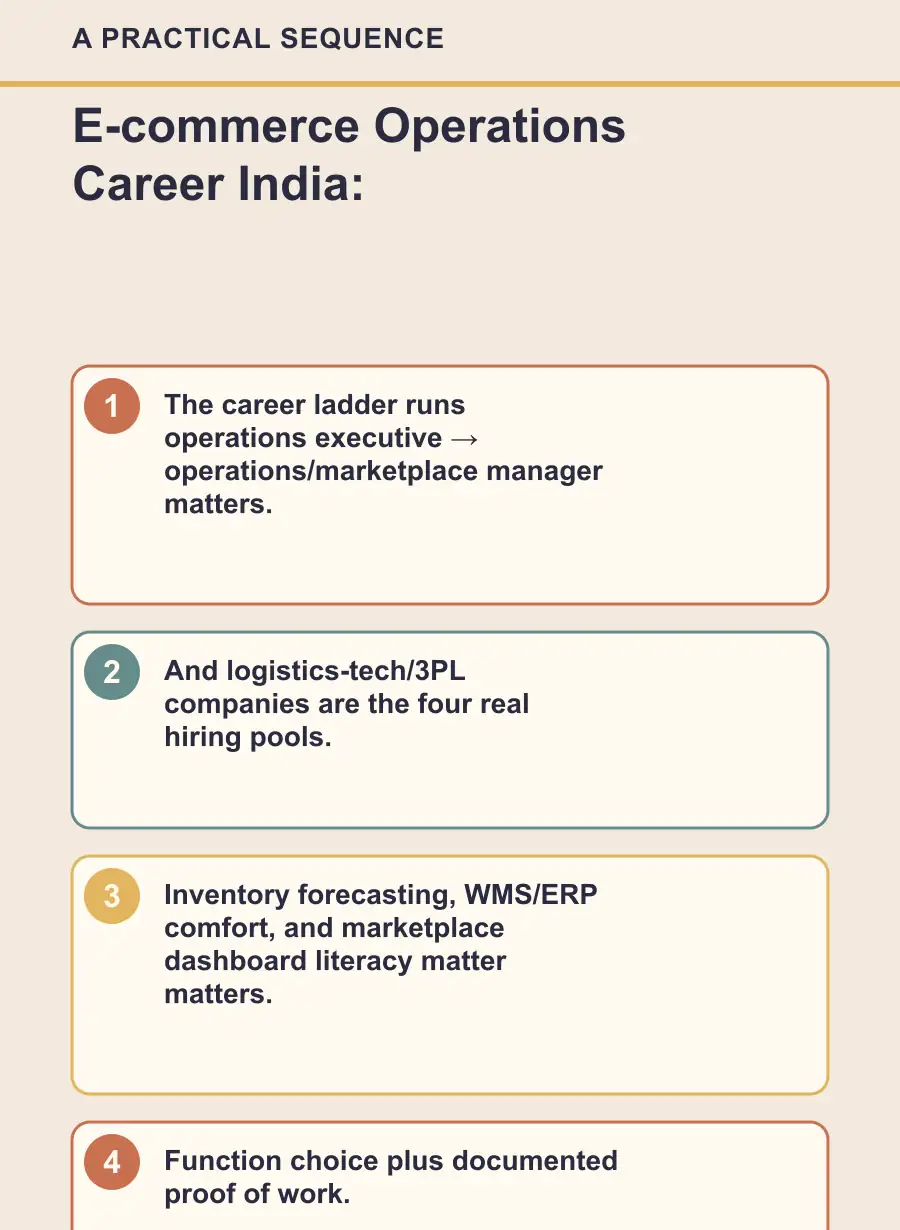 A PRACTICAL SEQUENCE
E-commerce Operations
Career India:
1
The career ladder runs
operations executive →
operations/marketplace manager
matters.
2
And logistics-tech/3PL
companies are the four real
hiring pools.
3
Inventory forecasting, WMS/ERP
comfort, and marketplace
dashboard literacy matter
matters.
4
Function choice plus documented
proof of work.